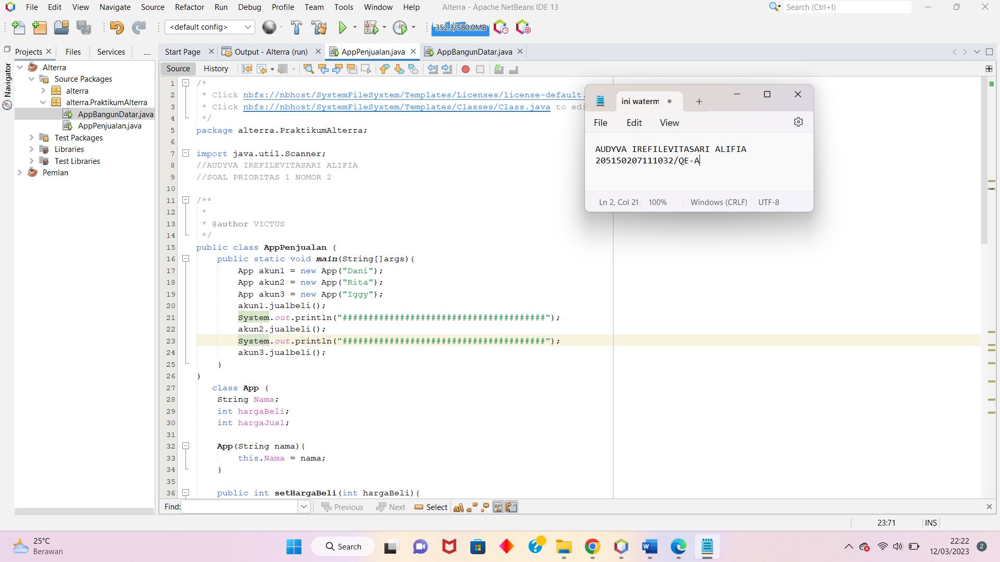 File Edit View Navigate Source Refactor Run Debug Profile Team Tools Window Help Alterra - Apache NetBeans IDE 13 Search (Ctrl+I)
<default config> 352.3/580.0MB
Projects Files Services Start Page Output - Alterra (run) AppPenjualan.java AppBangunDatar.java
Navigator
Alterra
Source Packages
alterra
alterra.PraktikumAlterra
AppBangunDatar.java
AppPenjualan.java
Test Packages
Libraries
Test Libraries
Pemlan
Source History
1 /*
2 * Click nbfs://nbhost/SystemFileSystem/Templates/Licenses/license-default.
3 * Click nbfs://nbhost/SystemFileSystem/Templates/Classes/Class.java to edi
4 */
5 package alterra.PraktikumAlterra;
6
7 import java.util.Scanner;
8 //AUDYVA IREFILEVITASARI ALIFIA
9 //SOAL PRIORITAS 1 NOMOR 2
10
11 /**
12 *
13 * @author VICTUS
14 */
15 public class AppPenjualan {
16 public static void main(String[]args){
17 App akun1 = new App("Dani");
18 App akun2 = new App("Rita");
19 App akun3 = new App("Iggy");
20 akun1.jualbeli();
21 System.out.println("#######################################");
22 akun2.jualbeli();
23 System.out.println("#######################################");
24 akun3.jualbeli();
25 }
26 }
27 class App {
28 String Nama;
29 int hargaBeli;
30 int hargaJual;
31
32 App(String nama){
33 this.Nama = nama;
34 }
35
36 public int setHargaBeli(int hargaBeli){
ini waterm
File Edit View
AUDYVA IREFILEVITASARI ALIFIA
205150207111032/QE-A
Ln 2, Col 21 100% Windows (CRLF) UTF-8
Find: Previous Next Select
23:71 INS
25°C
Berawan
Search
22:22
12/03/2023
2